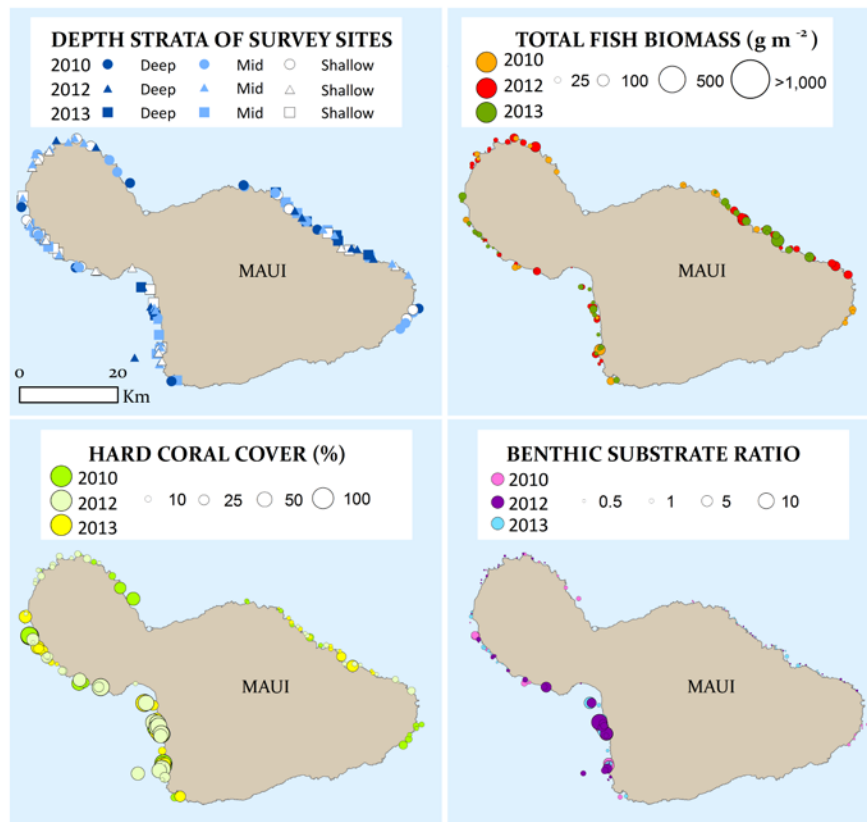 DEPTH STRATA OF SURVEY SITES
2010 Deep Mid Shallow
2012 Deep Mid Shallow
2013 Deep Mid Shallow
MAUI
0 20
Km
TOTAL FISH BIOMASS (g m ⁻²)
2010
2012
2013
25 100 500 >1,000
MAUI
HARD CORAL COVER (%)
2010
2012
2013
10 25 50 100
MAUI
BENTHIC SUBSTRATE RATIO
2010
2012
2013
0.5 1 5 10
MAUI